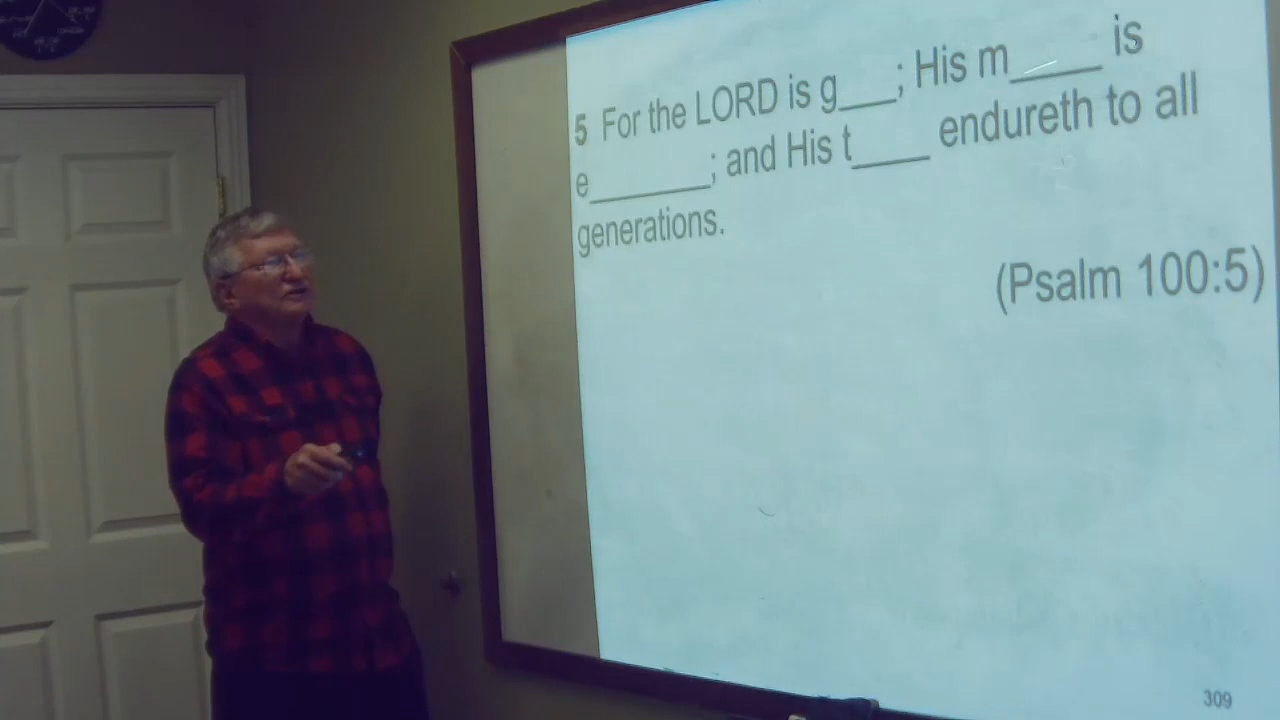 5 For the LORD is g___; His m_____ is
e_______; and His t____ endureth to all
generations.
(Psalm 100:5)
309